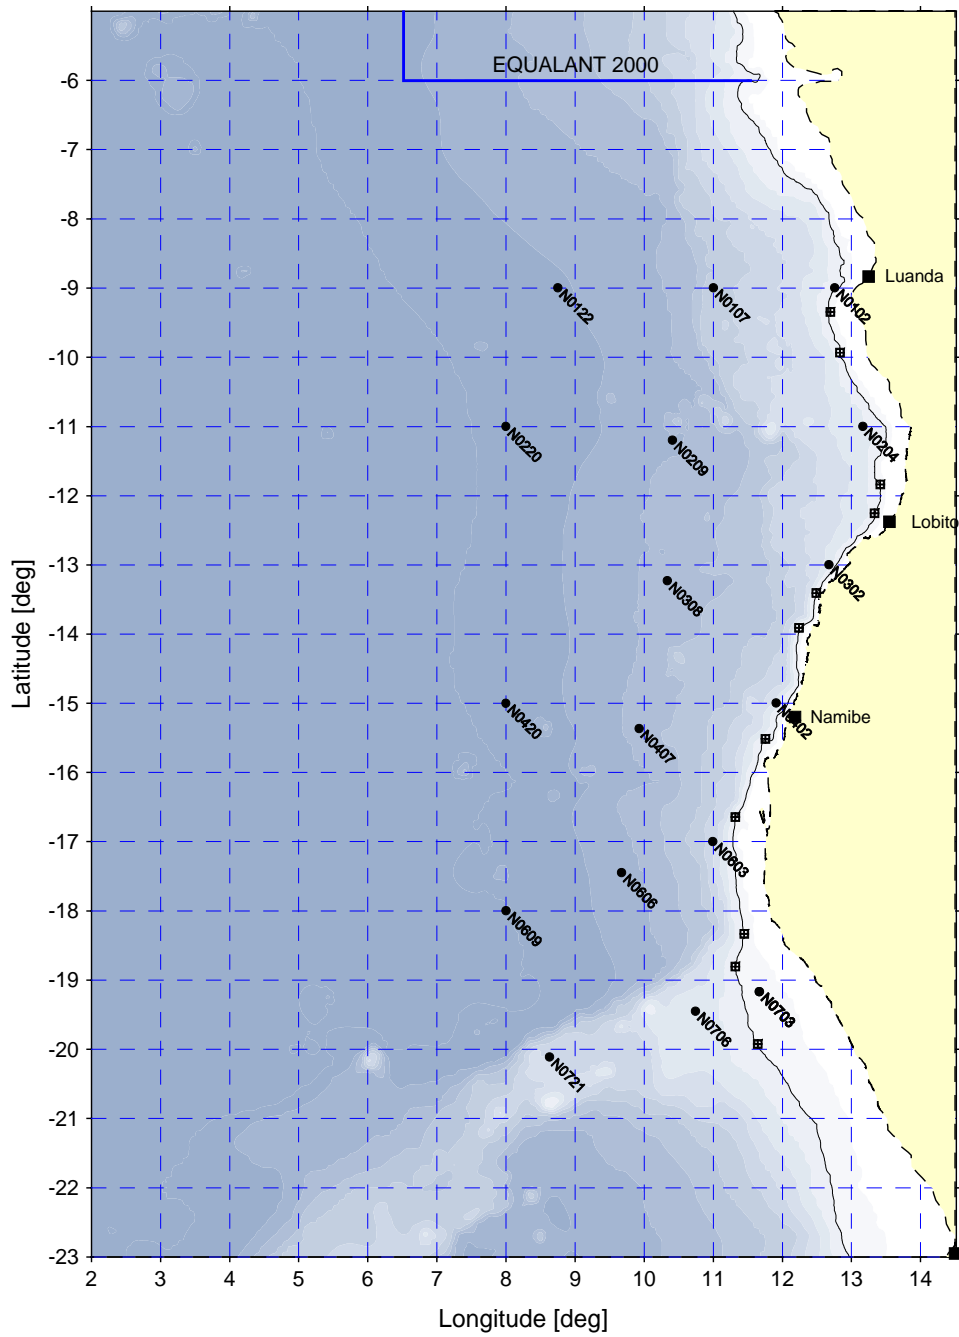 EQUALANT 2000
-6
-7
-8
Luanda
-9
N0122
N0107
N0102
-10
-11
N0220
N0209
N0204
-12
Lobito
-13
N0302
N0308
-14
-15
N0420
N0407
N0402
Namibe
-16
-17
N0603
N0606
-18
N0609
-19
N0703
N0706
-20
N0721
-21
-22
-23
2 3 4 5 6 7 8 9 10 11 12 13 14
Latitude [deg]
Longitude [deg]